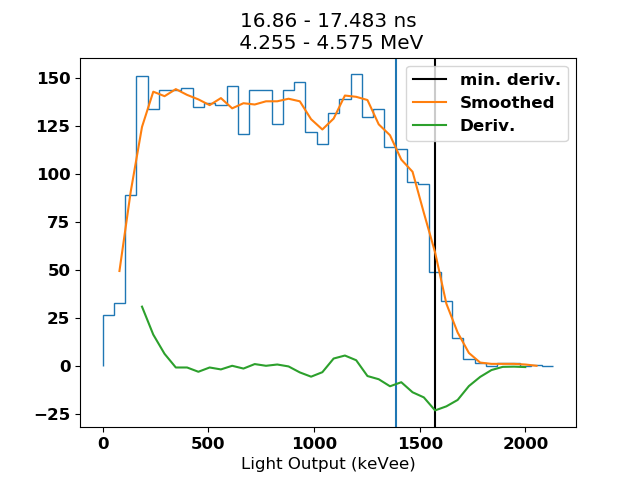 16.86 - 17.483 ns
4.255 - 4.575 MeV
min. deriv.
Smoothed
Deriv.
150
125
100
75
50
25
0
−25
0 500 1000 1500 2000
Light Output (keVee)